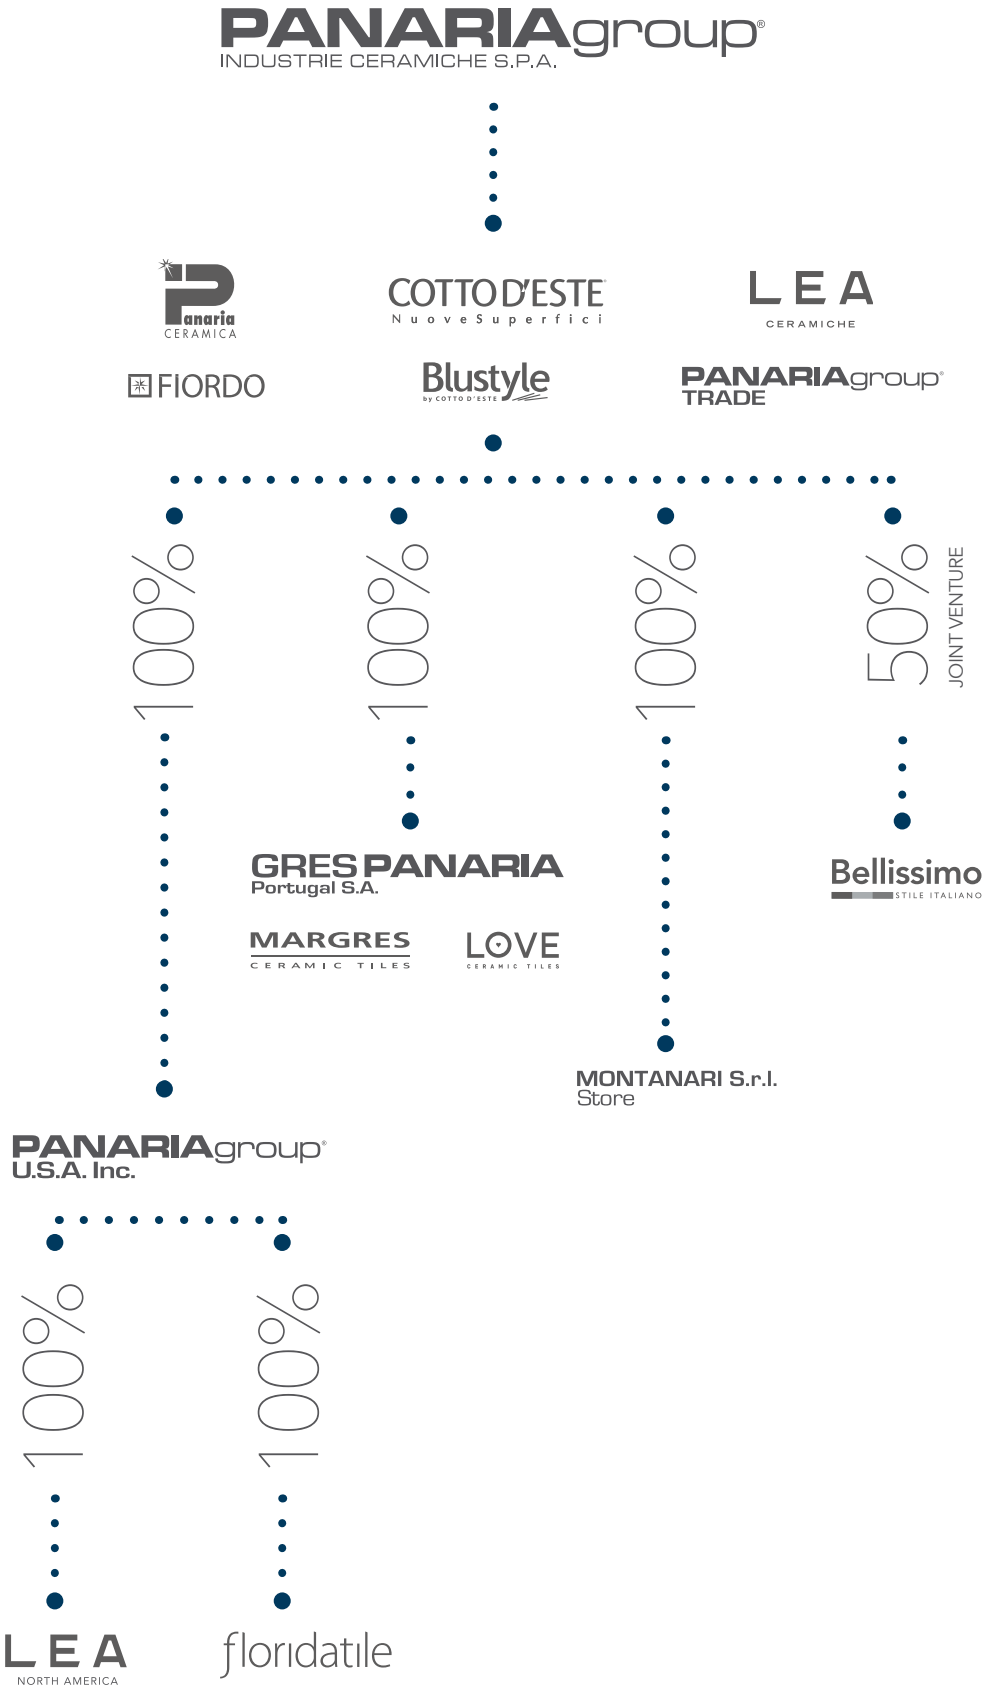 PANARIAgroup®
INDUSTRIE CERAMICHE S.P.A.
Panaria
CERAMICA
COTTO D'ESTE
NuoveSuperfici
LEA
CERAMICHE
FIORDO
Blustyle
by COTTO D'ESTE
PANARIAgroup®
TRADE
100%
100%
100%
50%
JOINT VENTURE
GRES PANARIA
Portugal S.A.
MARGRES
CERAMIC TILES
LOVE
CERAMIC TILES
Bellissimo
STILE ITALIANO
MONTANARI S.r.l.
Store
PANARIAgroup®
U.S.A. Inc.
100%
100%
LEA
NORTH AMERICA
floridatile